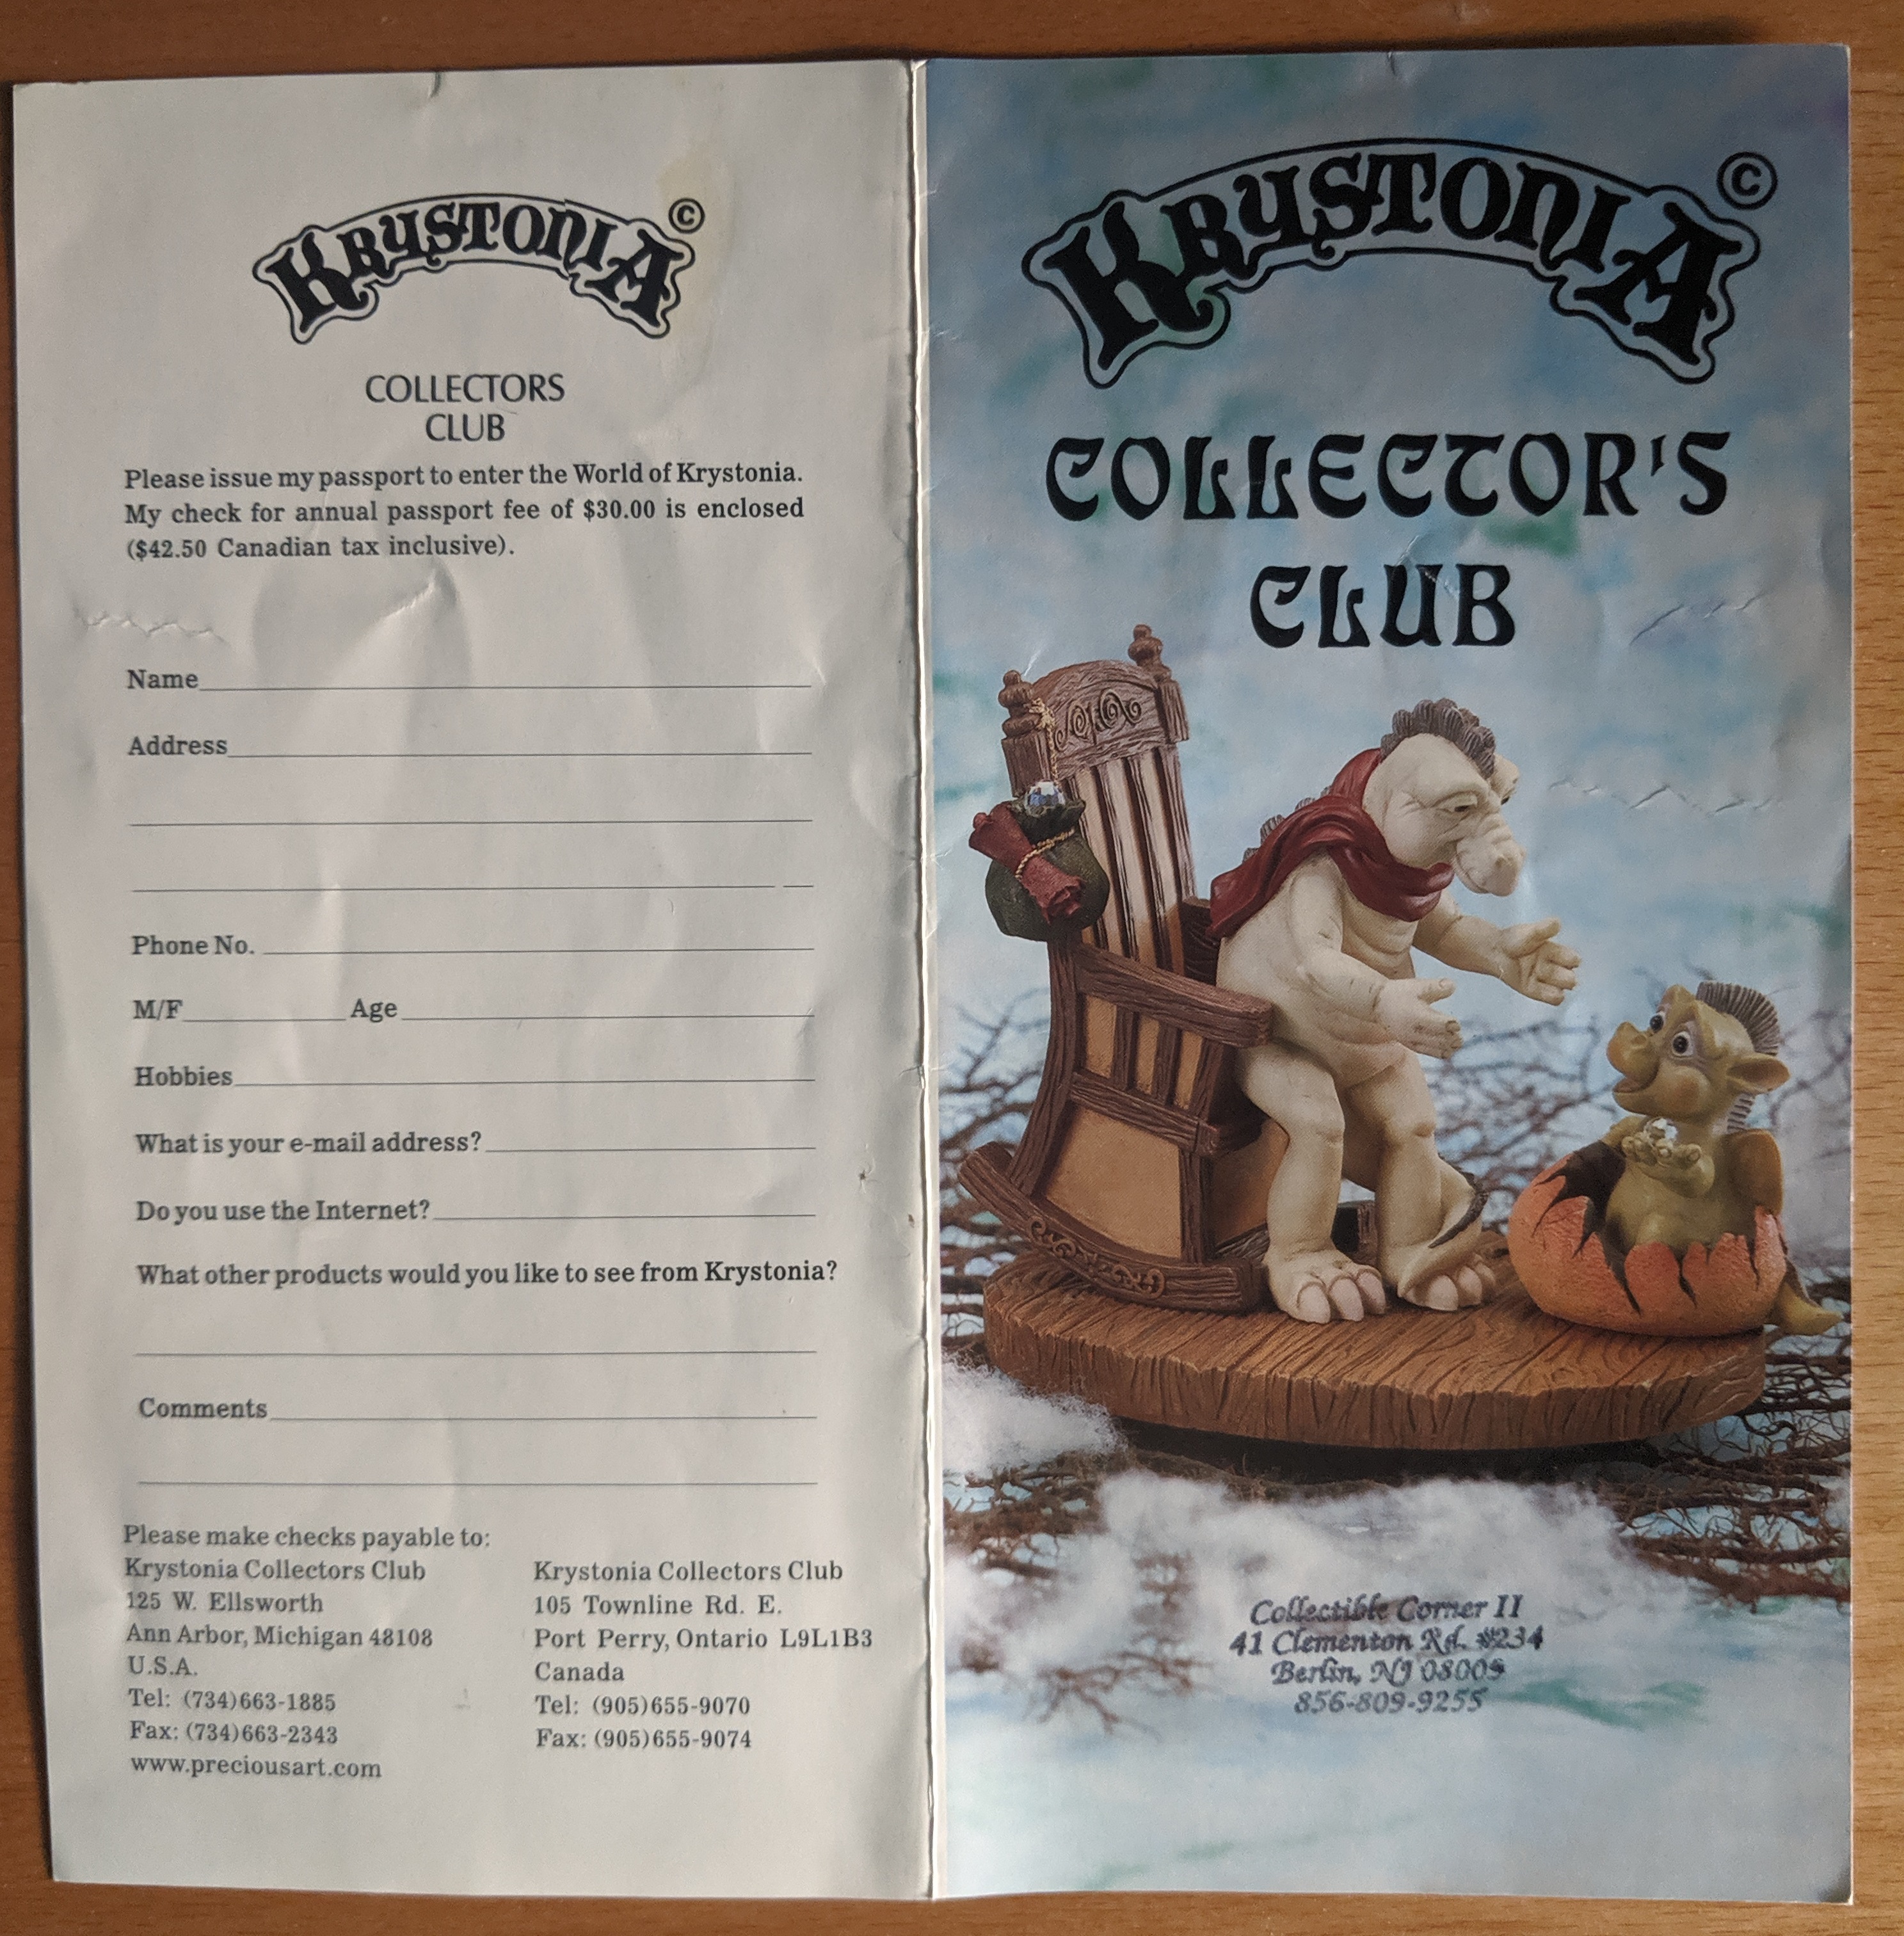 KRYSTONIA ©
COLLECTORS
CLUB
Please issue my passport to enter the World of Krystonia.
My check for annual passport fee of $30.00 is enclosed
($42.50 Canadian tax inclusive).
Name
Address
Phone No.
M/F Age
Hobbies
What is your e-mail address?
Do you use the Internet?
What other products would you like to see from Krystonia?
Comments
Please make checks payable to:
Krystonia Collectors Club
125 W. Ellsworth
Ann Arbor, Michigan 48108
U.S.A.
Tel: (734)663-1885
Fax: (734)663-2343
www.preciousart.com
Krystonia Collectors Club
105 Townline Rd. E.
Port Perry, Ontario L9L1B3
Canada
Tel: (905)655-9070
Fax: (905)655-9074
KRYSTONIA ©
COLLECTOR'S
CLUB
Collectible Corner II
41 Clementon Rd. #234
Berlin, NJ 08009
856-809-9255